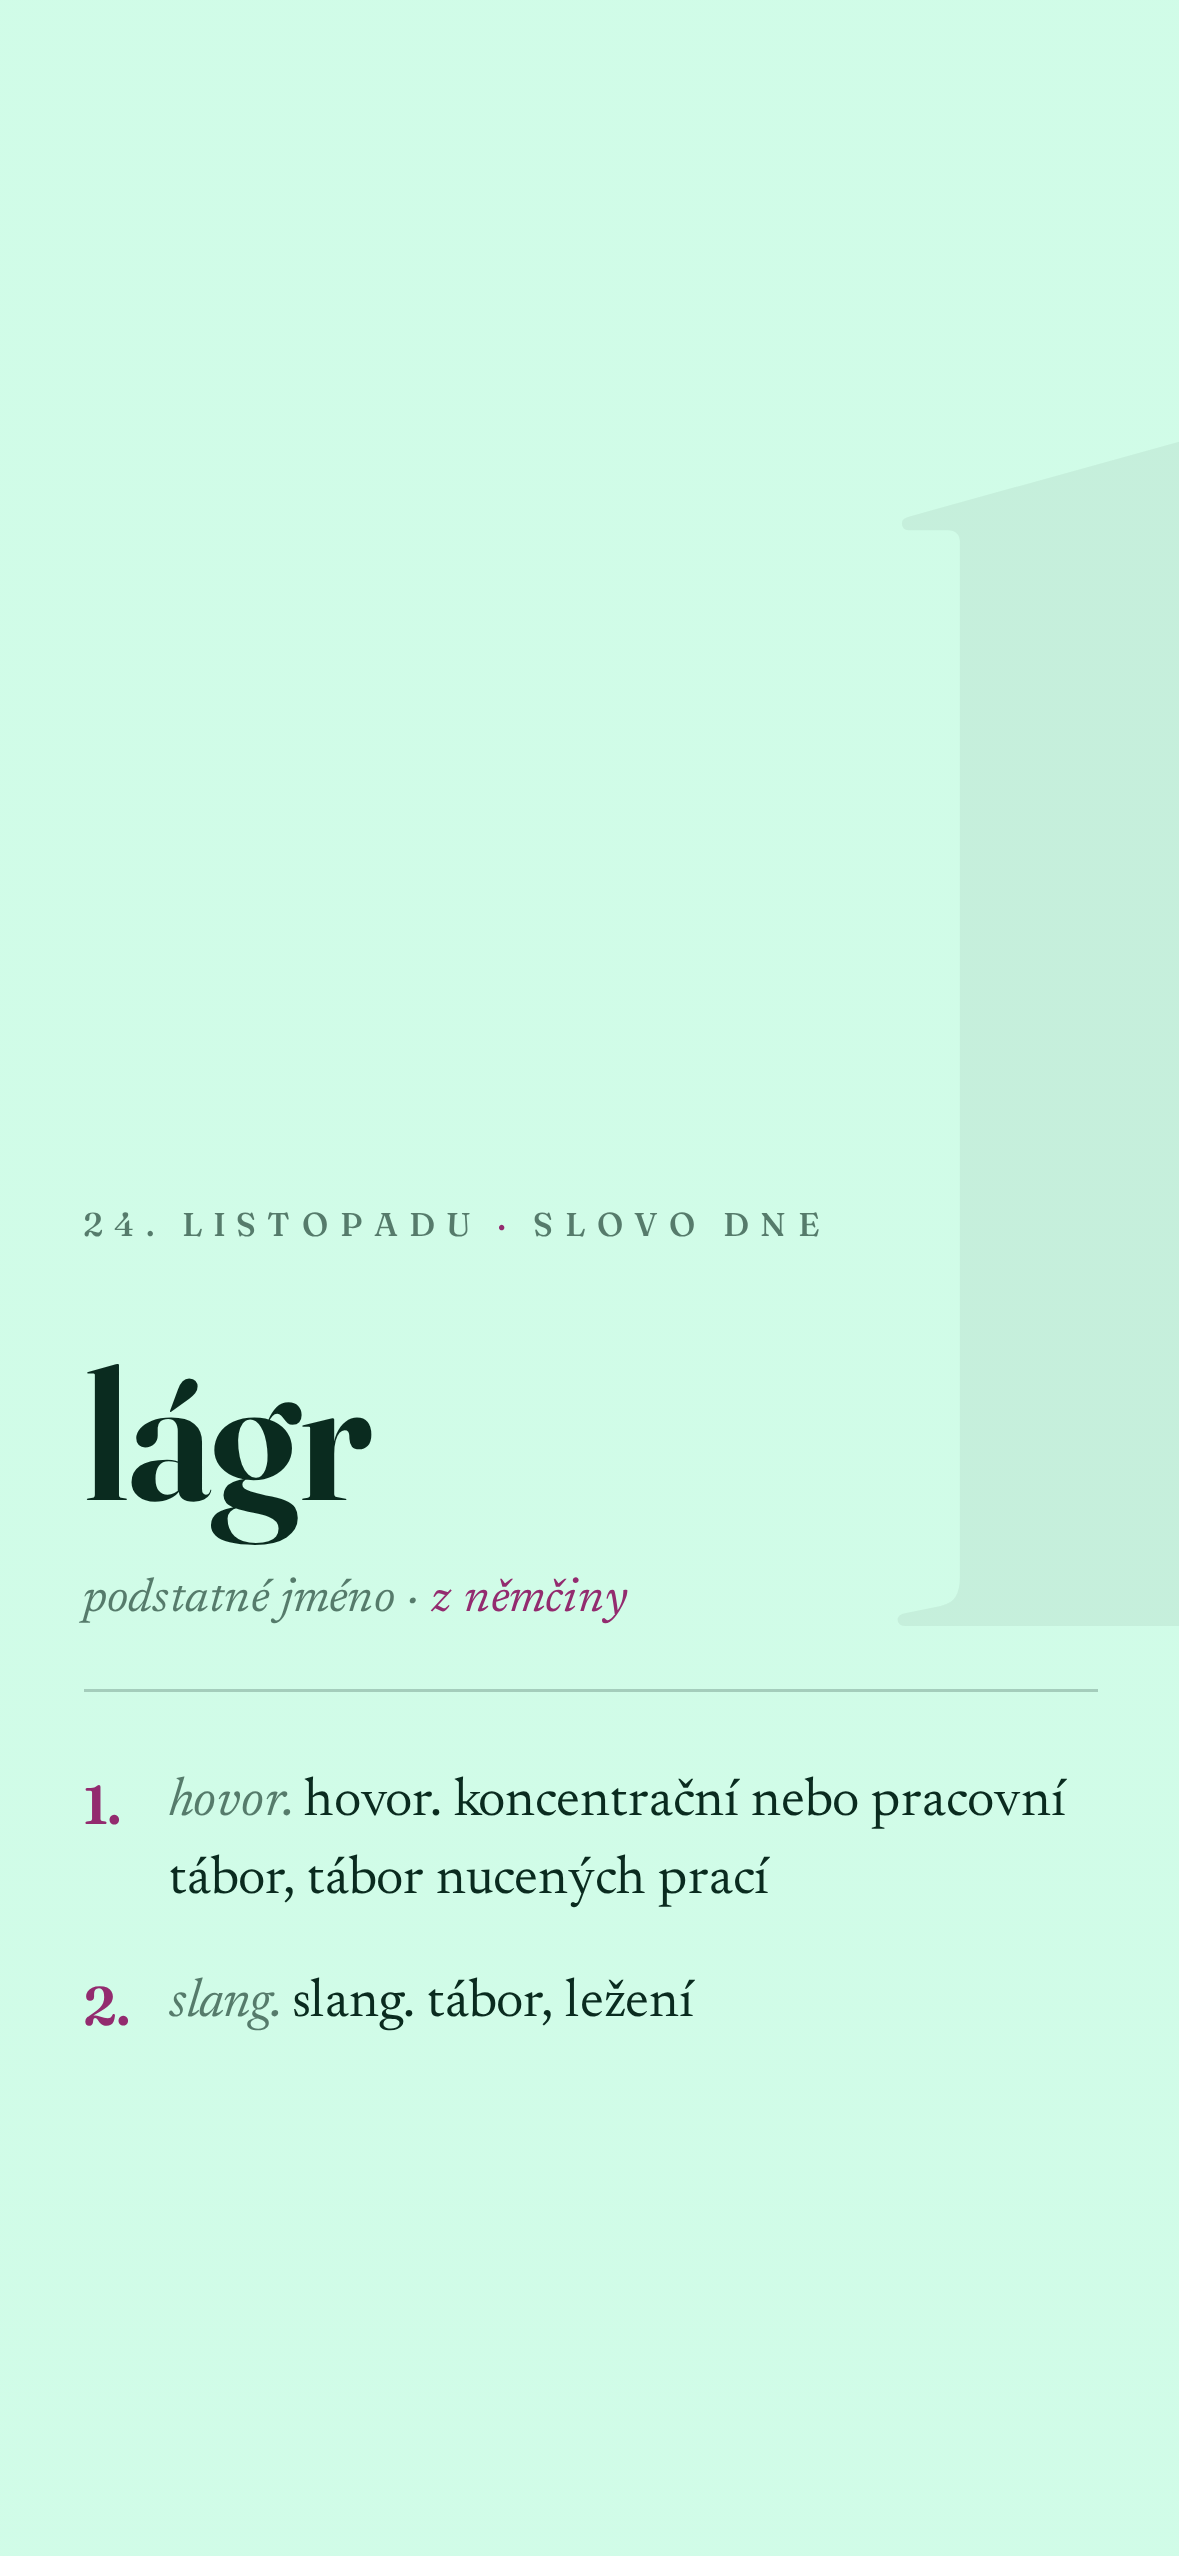 24. LISTOPADU · SLOVO DNE
l
lágr
podstatné jméno · z němčiny
1. hovor. hovor. koncentrační nebo pracovní
tábor, tábor nucených prací
2. slang. slang. tábor, ležení